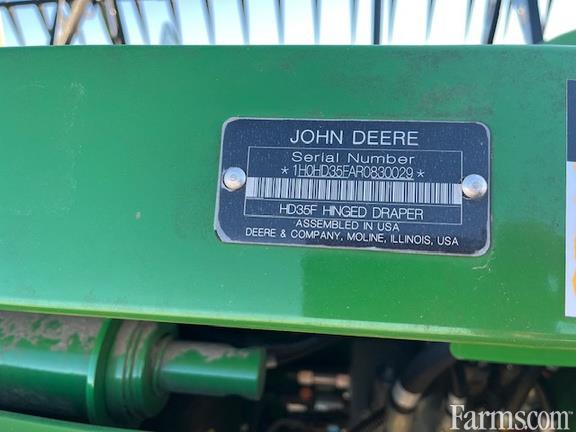 JOHN DEERE
Serial Number
*1H0HD35FAR0830029*
HD35F HINGED DRAPER
ASSEMBLED IN USA
DEERE & COMPANY, MOLINE, ILLINOIS, USA
Farms.com